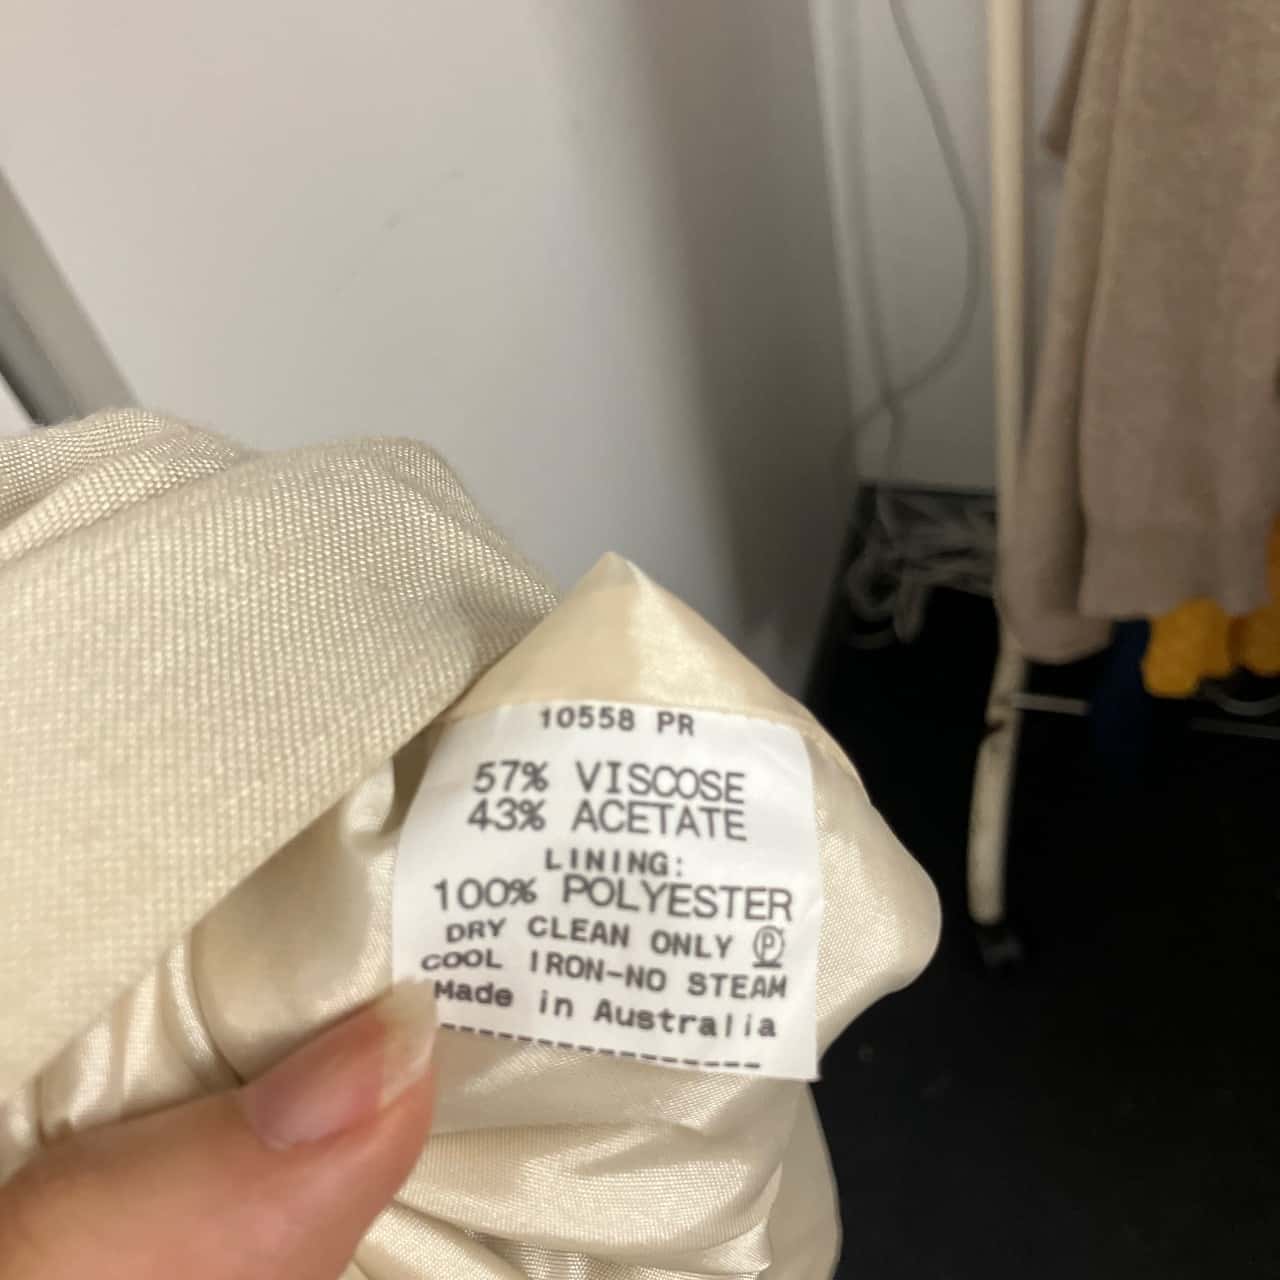 10558 PR
57% VISCOSE
43% ACETATE
LINING:
100% POLYESTER
DRY CLEAN ONLY Ⓟ
COOL IRON-NO STEAM
Made in Australia